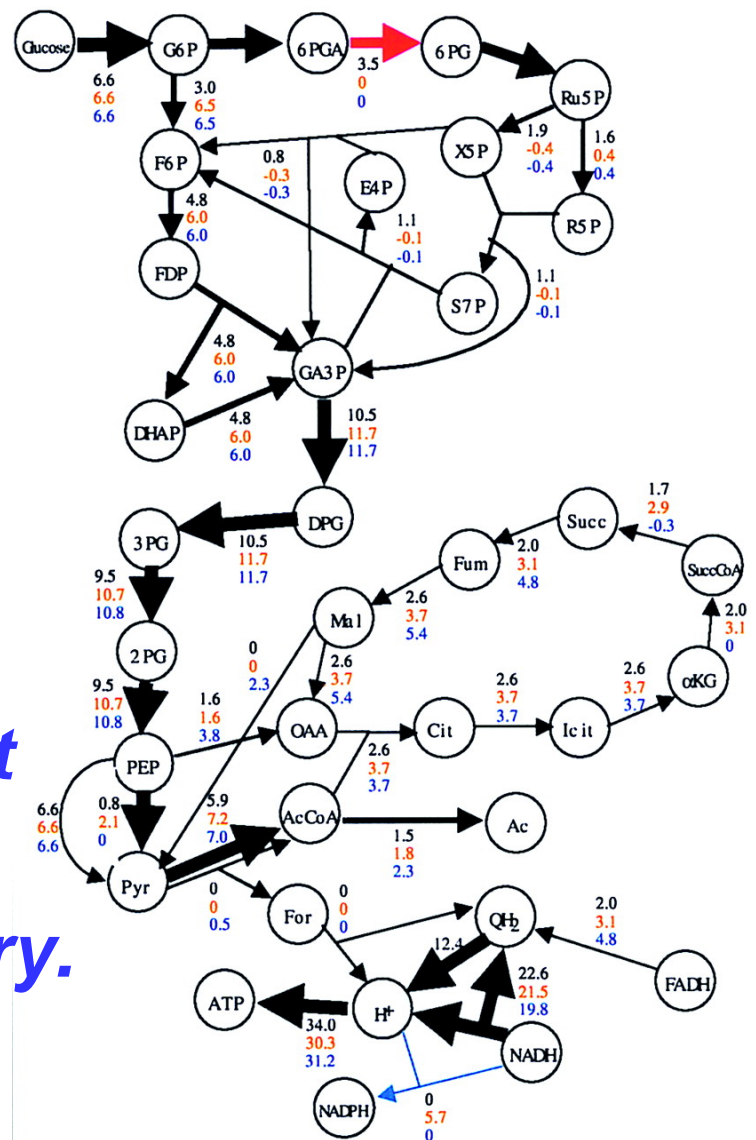 Glucose
G6P
6PGA
6PG
Ru5P
6.6
6.6
6.6
3.0
6.5
6.5
3.5
0
0
1.9
-0.4
-0.4
1.6
0.4
0.4
F6P
0.8
-0.3
-0.3
E4P
X5P
R5P
4.8
6.0
6.0
1.1
-0.1
-0.1
FDP
S7P
1.1
-0.1
-0.1
4.8
6.0
6.0
GA3P
DHAP
4.8
6.0
6.0
10.5
11.7
11.7
DPG
3PG
10.5
11.7
11.7
Succ
1.7
2.9
-0.3
Fum
2.0
3.1
4.8
SuccCoA
9.5
10.7
10.8
Mal
2.6
3.7
5.4
2.0
3.1
0
2PG
0
0
2.3
2.6
3.7
5.4
αKG
9.5
10.7
10.8
1.6
1.6
3.8
OAA
Cit
2.6
3.7
3.7
Icit
2.6
3.7
3.7
t
PEP
2.6
3.7
3.7
6.6
6.6
6.6
0.8
2.1
0
5.9
7.2
7.0
AcCoA
1.5
1.8
2.3
Ac
Pyr
0
0
0.5
For
0
0
0
QH2
2.0
3.1
4.8
ry.
12.4
22.6
21.5
19.8
FADH
ATP
34.0
30.3
31.2
H+
NADH
NADPH
0
5.7
0